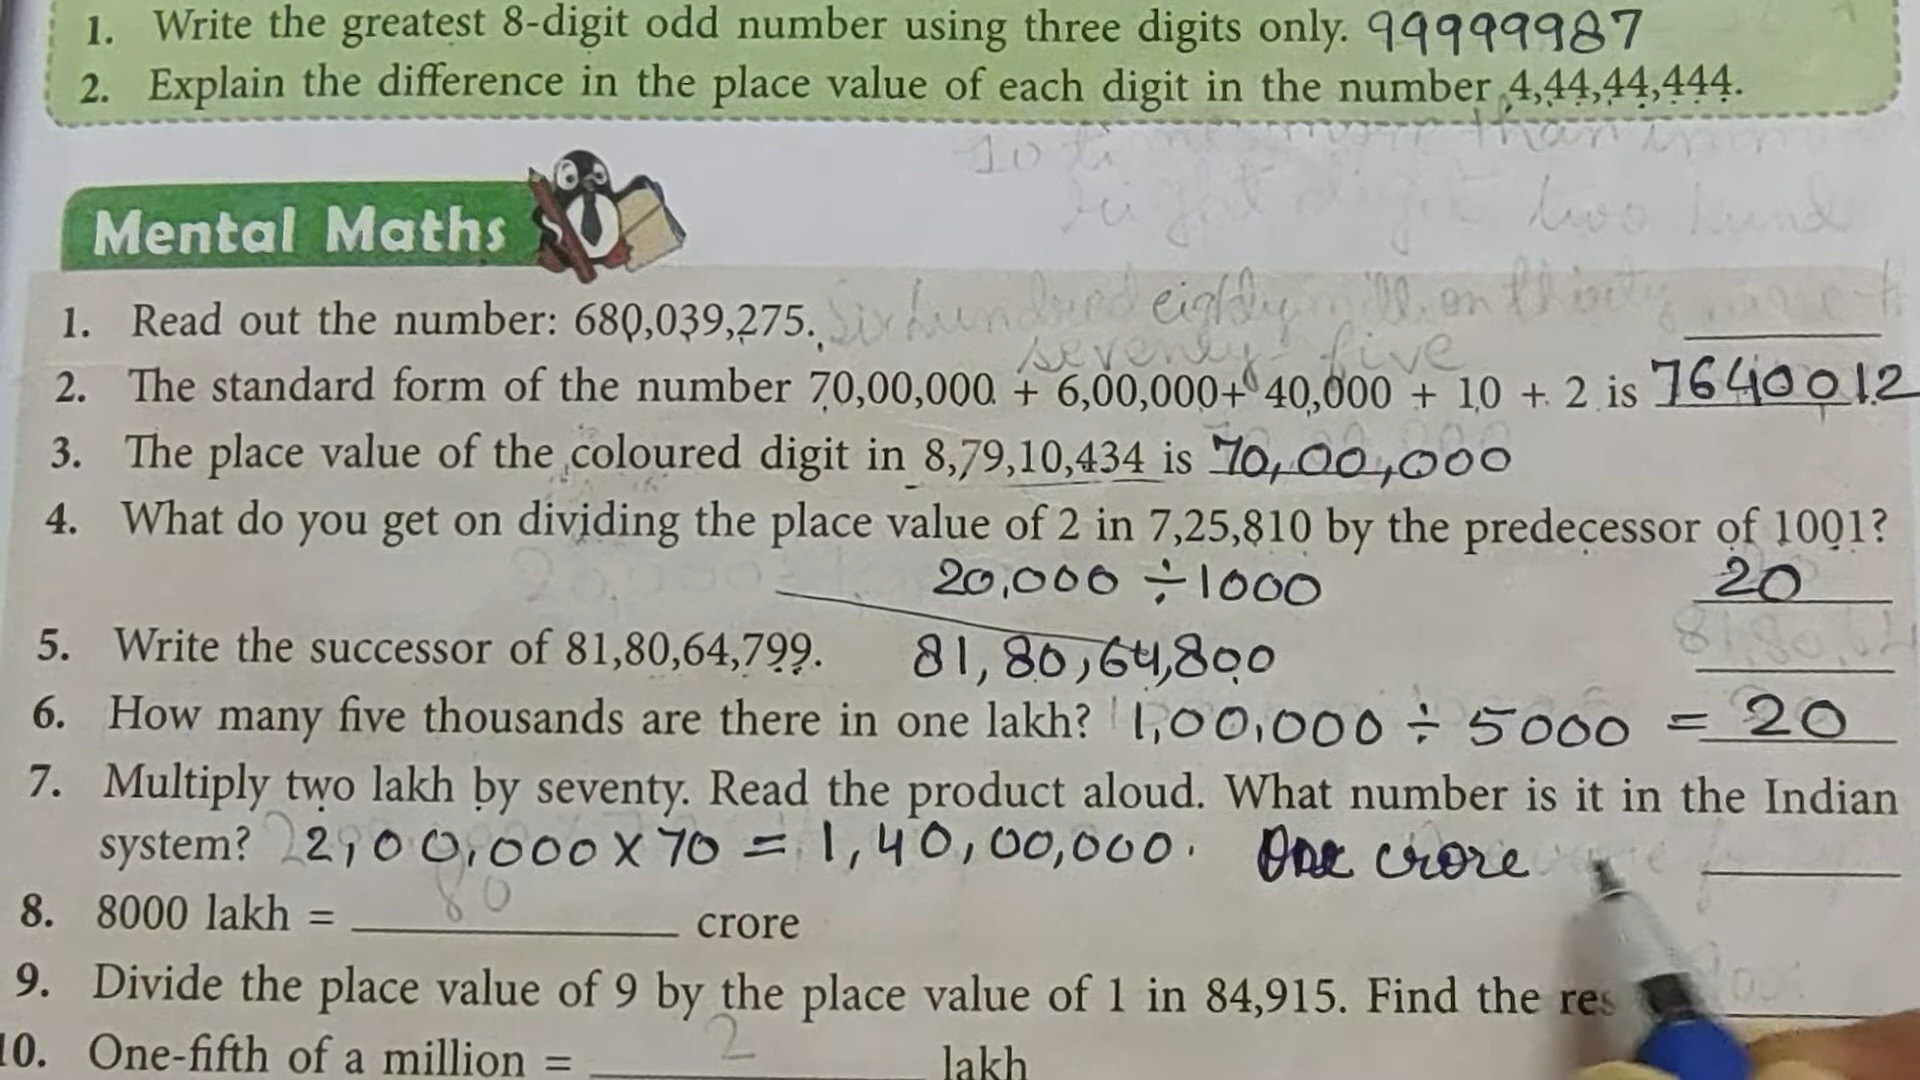 1. Write the greatest 8-digit odd number using three digits only. 99999987
2. Explain the difference in the place value of each digit in the number 4,44,44,444.
Mental Maths
1. Read out the number: 680,039,275. Six hundred eighty million thirty
seventy five
2. The standard form of the number 70,00,000 + 6,00,000+ 40,000 + 10 + 2 is 7640012
3. The place value of the coloured digit in 8,79,10,434 is 70,00,000
4. What do you get on dividing the place value of 2 in 7,25,810 by the predecessor of 1001?
20,000 ÷ 1000 20
5. Write the successor of 81,80,64,799. 81,80,64,800
6. How many five thousands are there in one lakh? 1,00,000 ÷ 5000 = 20
7. Multiply two lakh by seventy. Read the product aloud. What number is it in the Indian
system? 2,00,000 x 70 = 1,40,00,000. One crore
8. 8000 lakh = 80 crore
9. Divide the place value of 9 by the place value of 1 in 84,915. Find the res
10. One-fifth of a million = 2 lakh